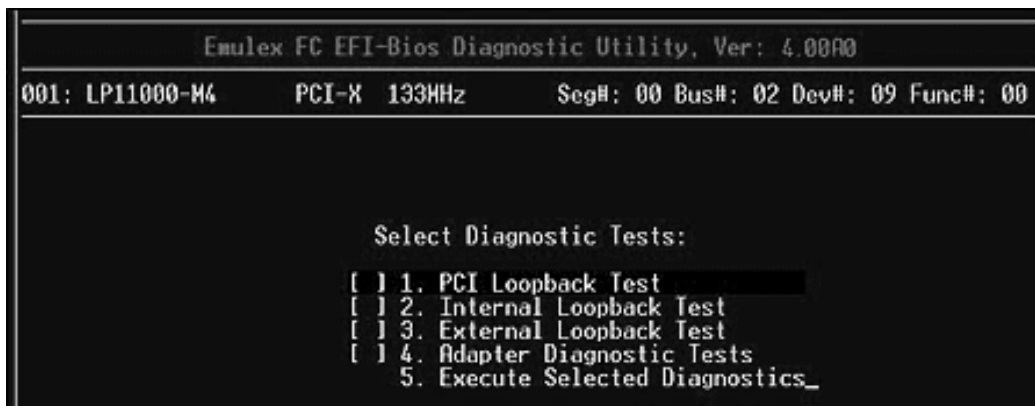 Emulex FC EFI-Bios Diagnostic Utility, Ver: 4.00A0
001: LP11000-M4 PCI-X 133MHz Seg#: 00 Bus#: 02 Dev#: 09 Func#: 00
Select Diagnostic Tests:
[ ] 1. PCI Loopback Test
[ ] 2. Internal Loopback Test
[ ] 3. External Loopback Test
[ ] 4. Adapter Diagnostic Tests
5. Execute Selected Diagnostics_